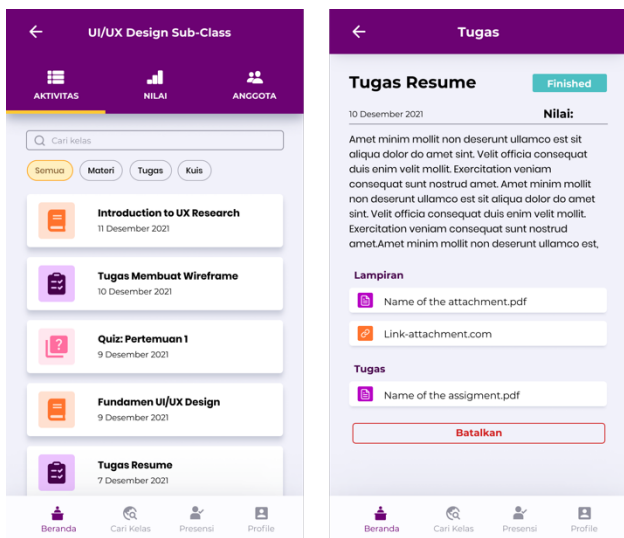 UI/UX Design Sub-Class
AKTIVITAS
NILAI
ANGGOTA
Cari kelas
Semua
Materi
Tugas
Kuis
Introduction to UX Research
11 Desember 2021
Tugas Membuat Wireframe
10 Desember 2021
Quiz: Pertemuan 1
9 Desember 2021
Fundamen UI/UX Design
9 Desember 2021
Tugas Resume
7 Desember 2021
Beranda
Cari Kelas
Presensi
Profile
Tugas
Tugas Resume
Finished
10 Desember 2021
Nilai:
Amet minim mollit non deserunt ullamco est sit
aliqua dolor do amet sint. Velit officia consequat
duis enim velit mollit. Exercitation veniam
consequat sunt nostrud amet. Amet minim mollit
non deserunt ullamco est sit aliqua dolor do amet
sint. Velit officia consequat duis enim velit mollit.
Exercitation veniam consequat sunt nostrud
amet.Amet minim mollit non deserunt ullamco est,
Lampiran
Name of the attachment.pdf
Link-attachment.com
Tugas
Name of the assigment.pdf
Batalkan
Beranda
Cari Kelas
Presensi
Profile